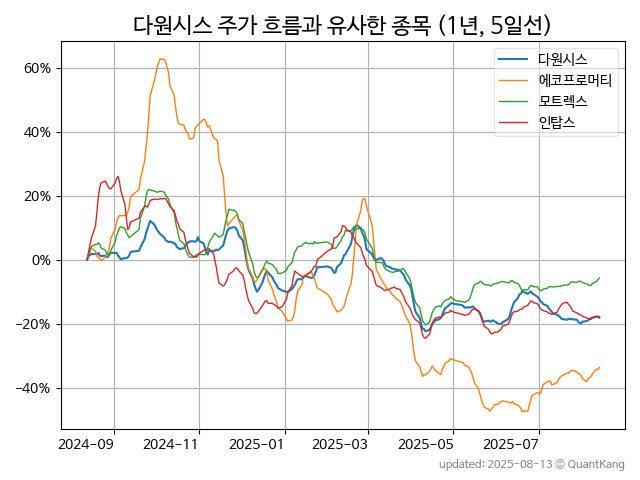 다원시스 주가 흐름과 유사한 종목 (1년, 5일선)
다원시스
에코프로머티
모트렉스
인탑스
60%
40%
20%
0%
−20%
−40%
2024-09
2024-11
2025-01
2025-03
2025-05
2025-07
updated: 2025-08-13 © QuantKang